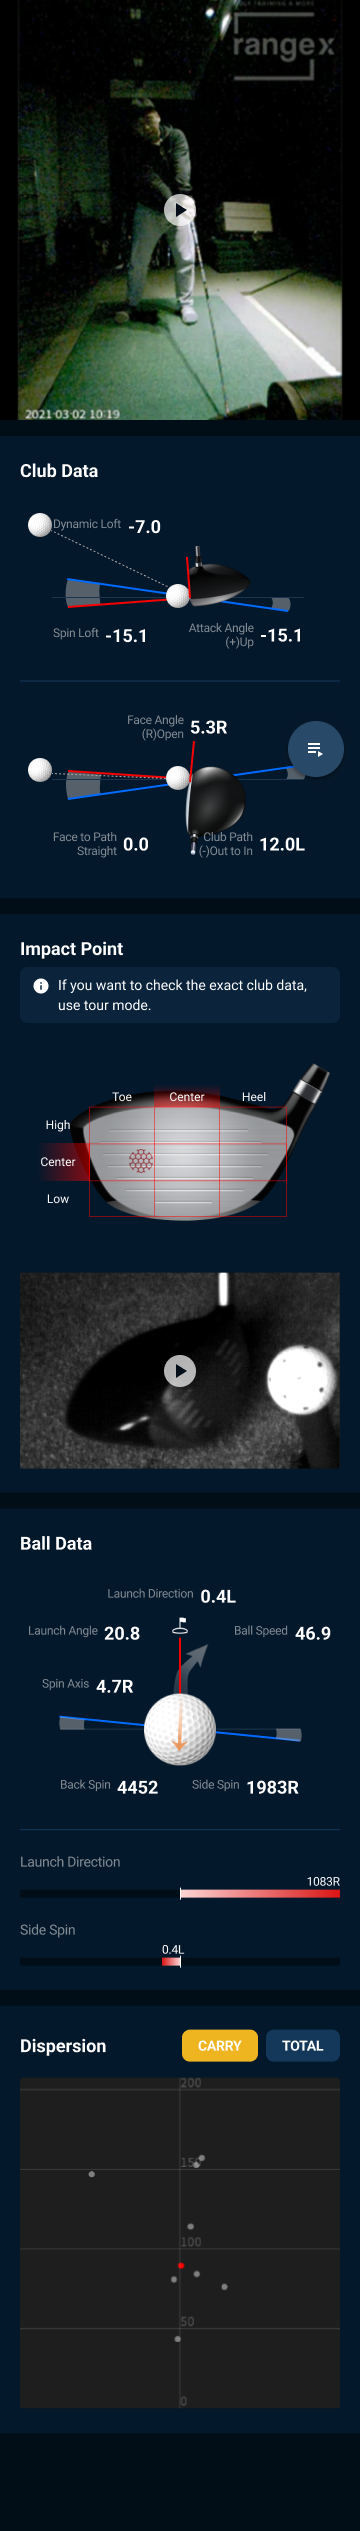 rangex
2021-03-02 10:19
Club Data
Dynamic Loft -7.0
Spin Loft -15.1
Attack Angle
(+)Up -15.1
Face Angle
(R)Open 5.3R
Face to Path
Straight 0.0
Club Path
(-)Out to In 12.0L
Impact Point
If you want to check the exact club data,
use tour mode.
Toe Center Heel
High
Center
Low
Ball Data
Launch Direction 0.4L
Launch Angle 20.8
Ball Speed 46.9
Spin Axis 4.7R
Back Spin 4452
Side Spin 1983R
Launch Direction
1083R
Side Spin
0.4L
Dispersion
CARRY
TOTAL
200
150
100
50
0